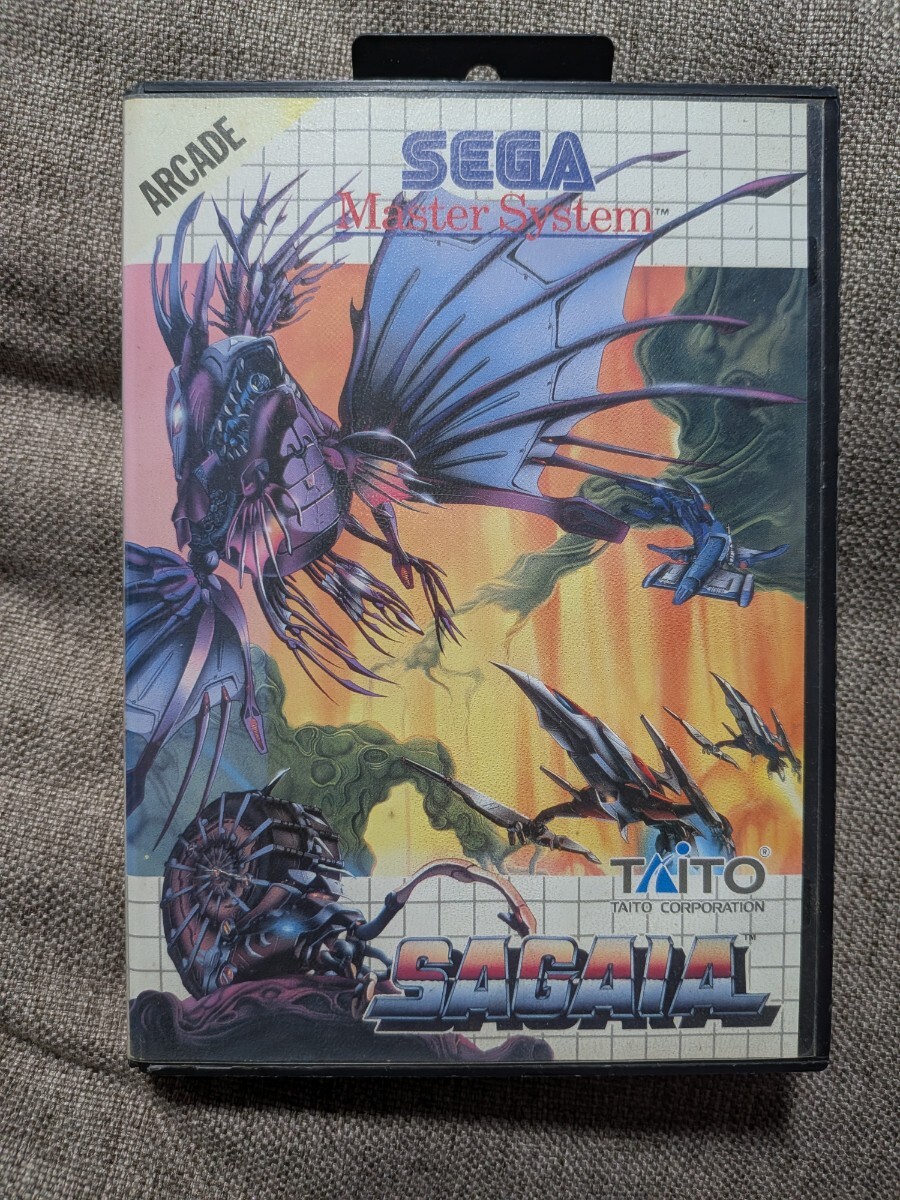 ARCADE
SEGA
Master System™
TAITO®
TAITO CORPORATION
SAGAIA™